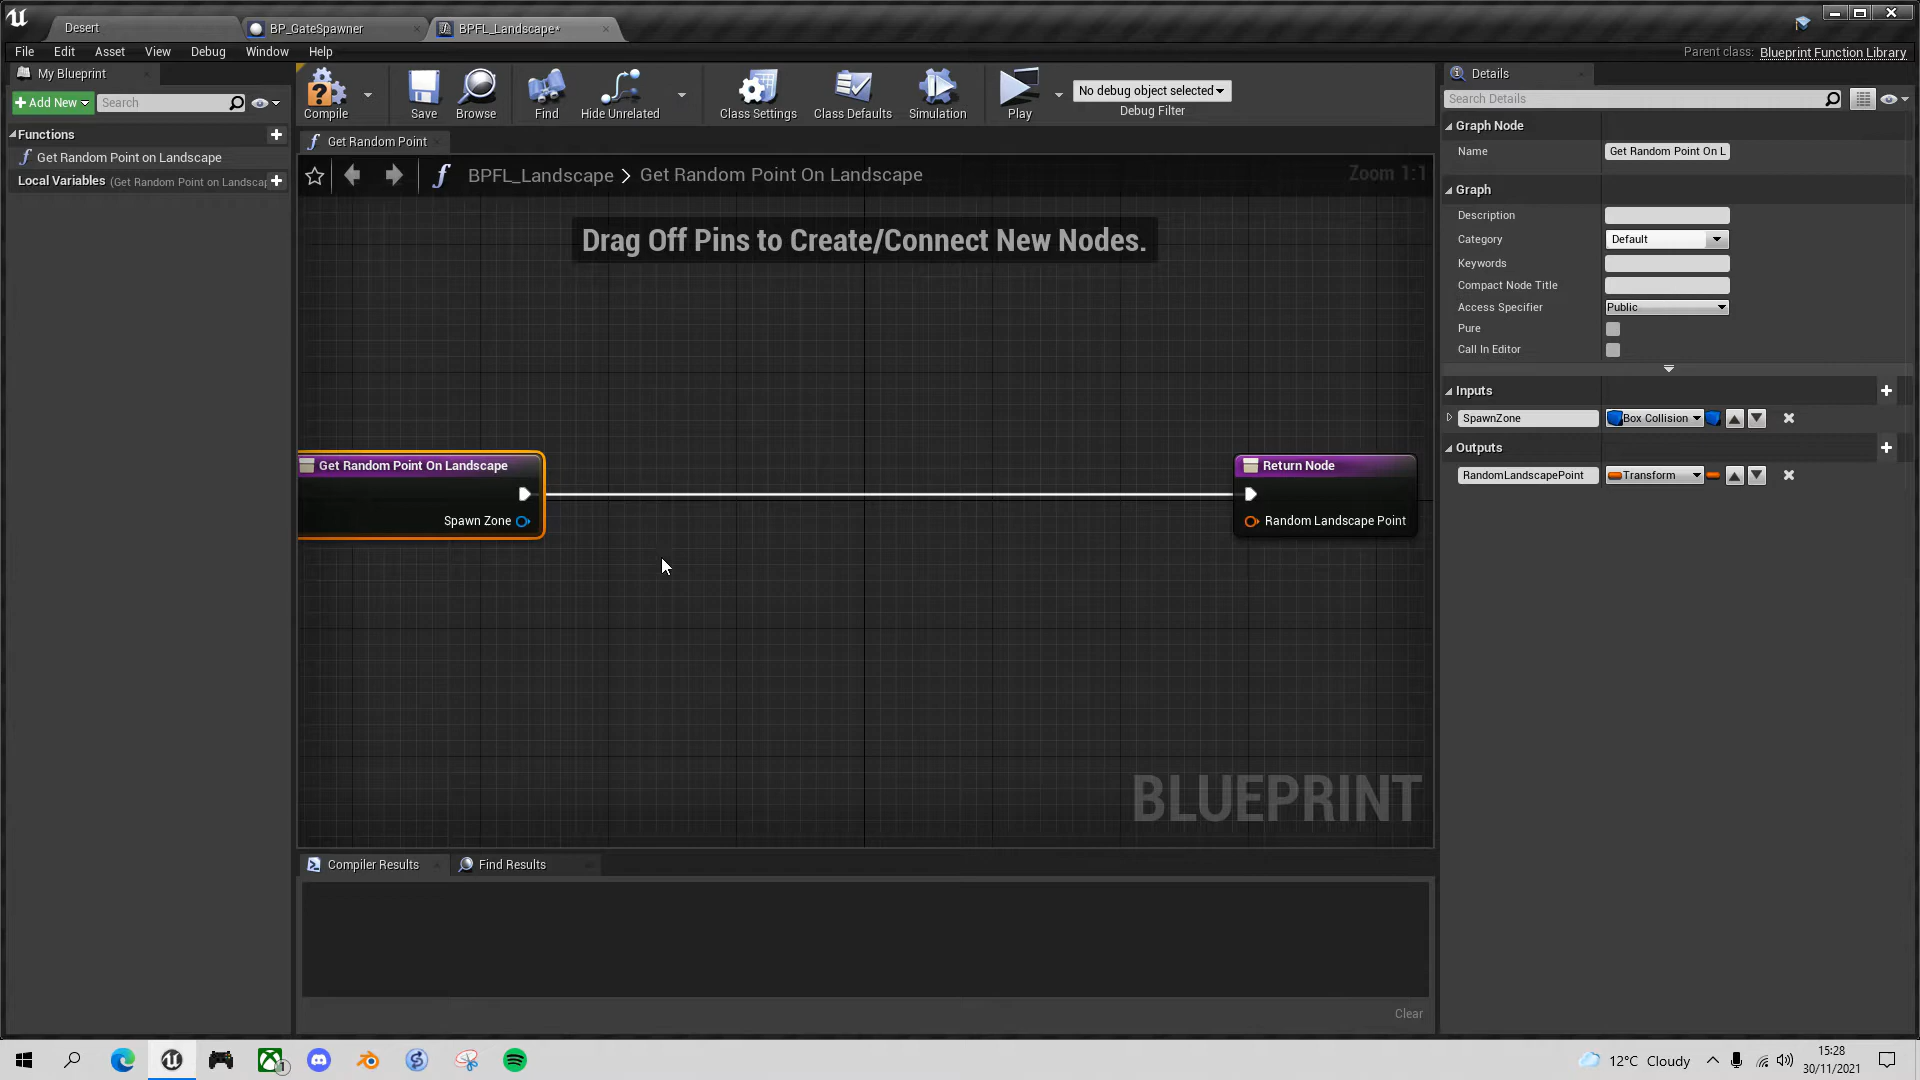 Desert
BP_GateSpawner
BPFL_Landscape*
File Edit Asset View Debug Window Help
Parent class: Blueprint Function Library
My Blueprint
Add New
Search
Functions
Get Random Point on Landscape
Local Variables (Get Random Point on Landscap
Compile
Save
Browse
Find
Hide Unrelated
Class Settings
Class Defaults
Simulation
Play
No debug object selected
Debug Filter
Get Random Point
BPFL_Landscape > Get Random Point On Landscape
Zoom 1:1
Drag Off Pins to Create/Connect New Nodes.
Get Random Point On Landscape
Spawn Zone
Return Node
Random Landscape Point
BLUEPRINT
Compiler Results
Find Results
Clear
Details
Search Details
Graph Node
Name Get Random Point On L
Graph
Description
Category Default
Keywords
Compact Node Title
Access Specifier Public
Pure
Call In Editor
Inputs
SpawnZone Box Collision
Outputs
RandomLandscapePoint Transform
12°C Cloudy
15:28
30/11/2021